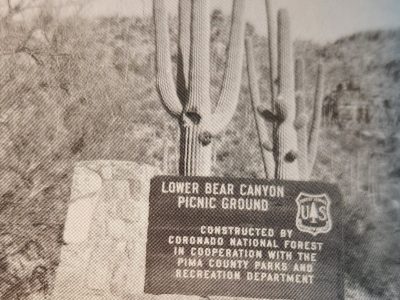 LOWER BEAR CANYON
PICNIC GROUND
US
CONSTRUCTED BY
CORONADO NATIONAL FOREST
IN COOPERATION WITH THE
PIMA COUNTY PARKS AND
RECREATION DEPARTMENT